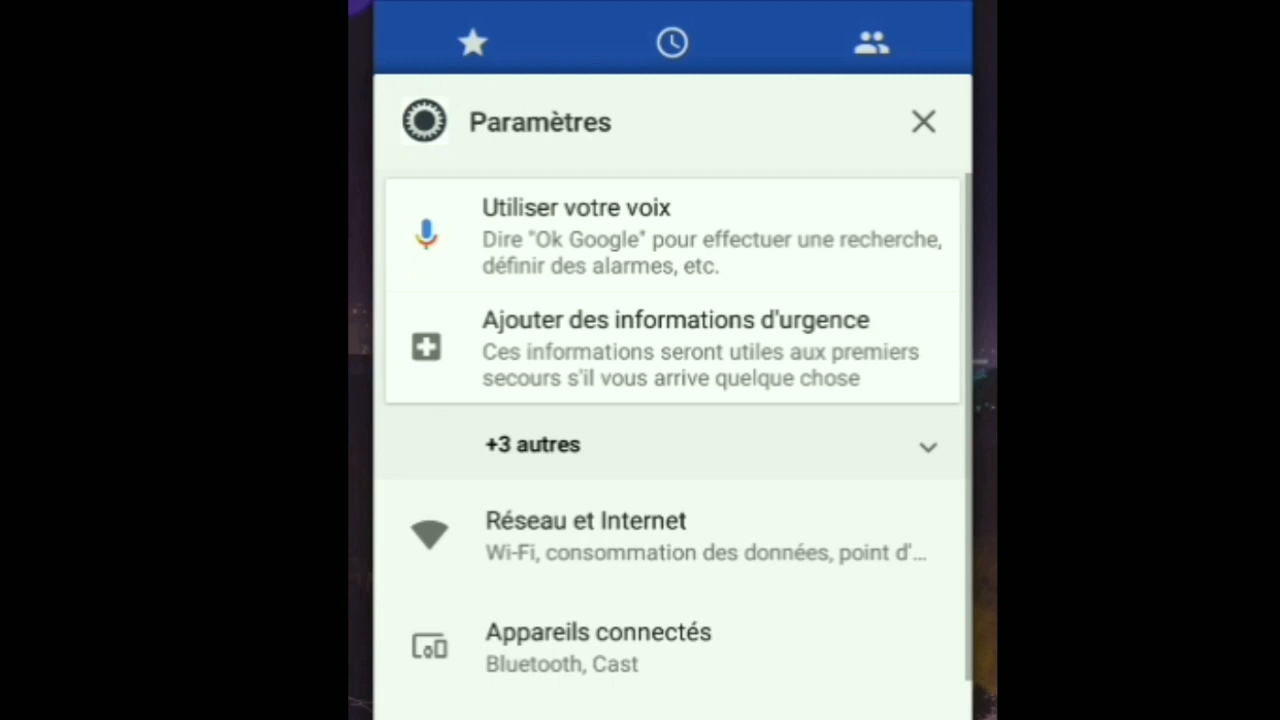 Paramètres
Utiliser votre voix
Dire "Ok Google" pour effectuer une recherche,
définir des alarmes, etc.
Ajouter des informations d'urgence
Ces informations seront utiles aux premiers
secours s'il vous arrive quelque chose
+3 autres
Réseau et Internet
Wi-Fi, consommation des données, point d'...
Appareils connectés
Bluetooth, Cast